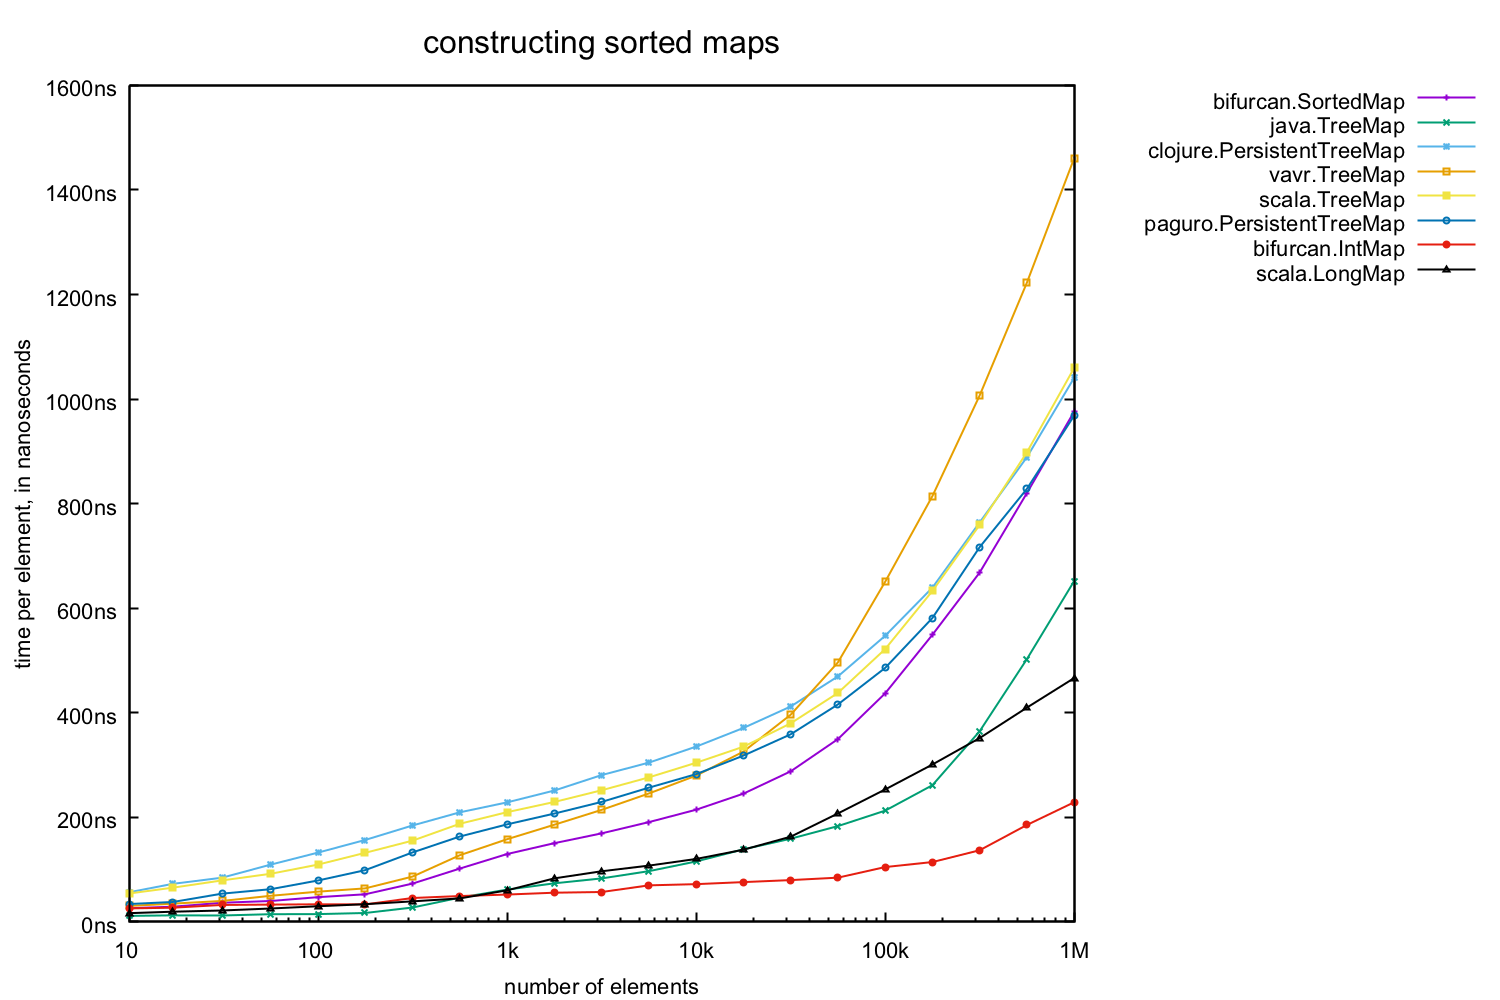 constructing sorted maps
1600ns
1400ns
1200ns
1000ns
800ns
600ns
400ns
200ns
0ns
time per element, in nanoseconds
10 100 1k 10k 100k 1M
number of elements
bifurcan.SortedMap
java.TreeMap
clojure.PersistentTreeMap
vavr.TreeMap
scala.TreeMap
paguro.PersistentTreeMap
bifurcan.IntMap
scala.LongMap